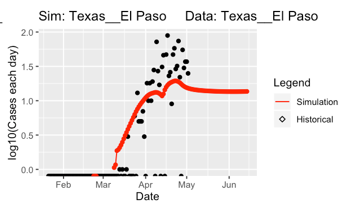 Sim: Texas__El Paso Data: Texas__El Paso
log10(Cases each day)
2.0
1.5
1.0
0.5
0.0
Feb Mar Apr May Jun
Date
Legend
Simulation
Historical